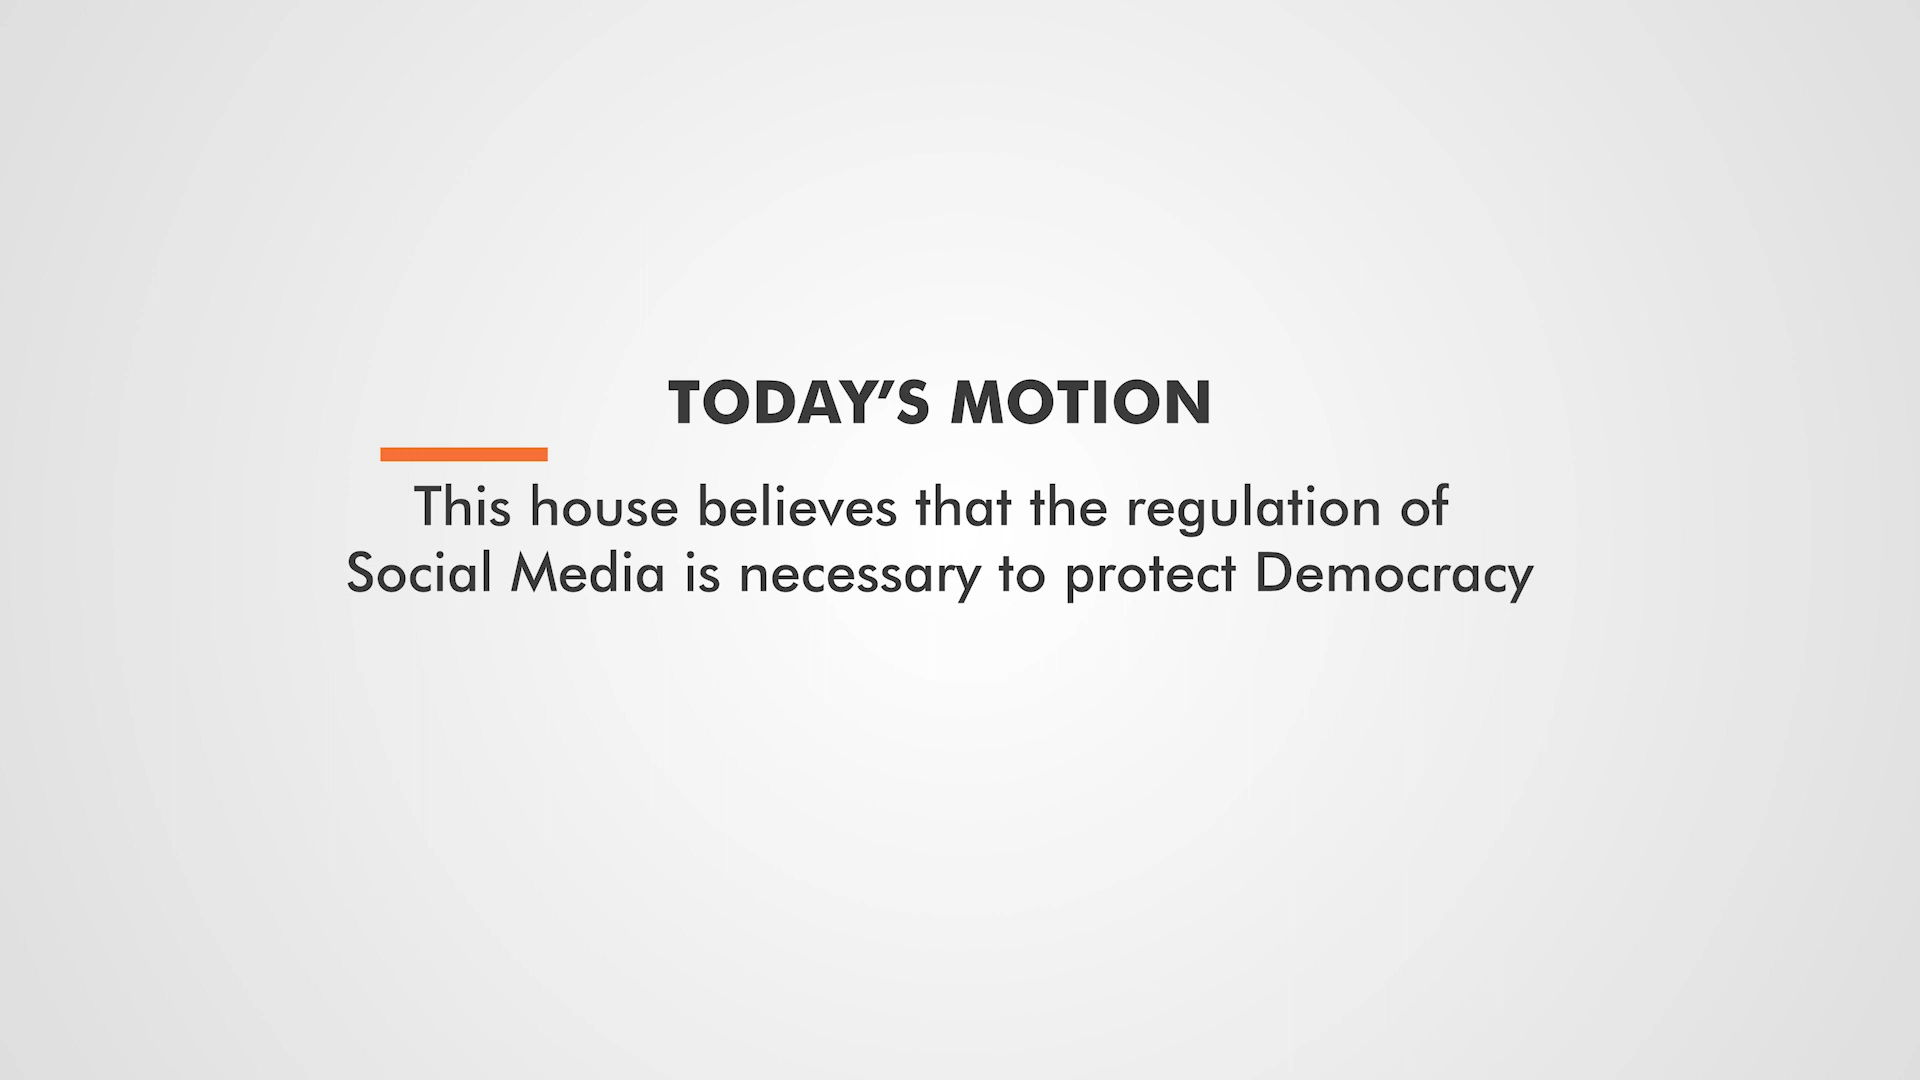 TODAY’S MOTION
This house believes that the regulation of
Social Media is necessary to protect Democracy